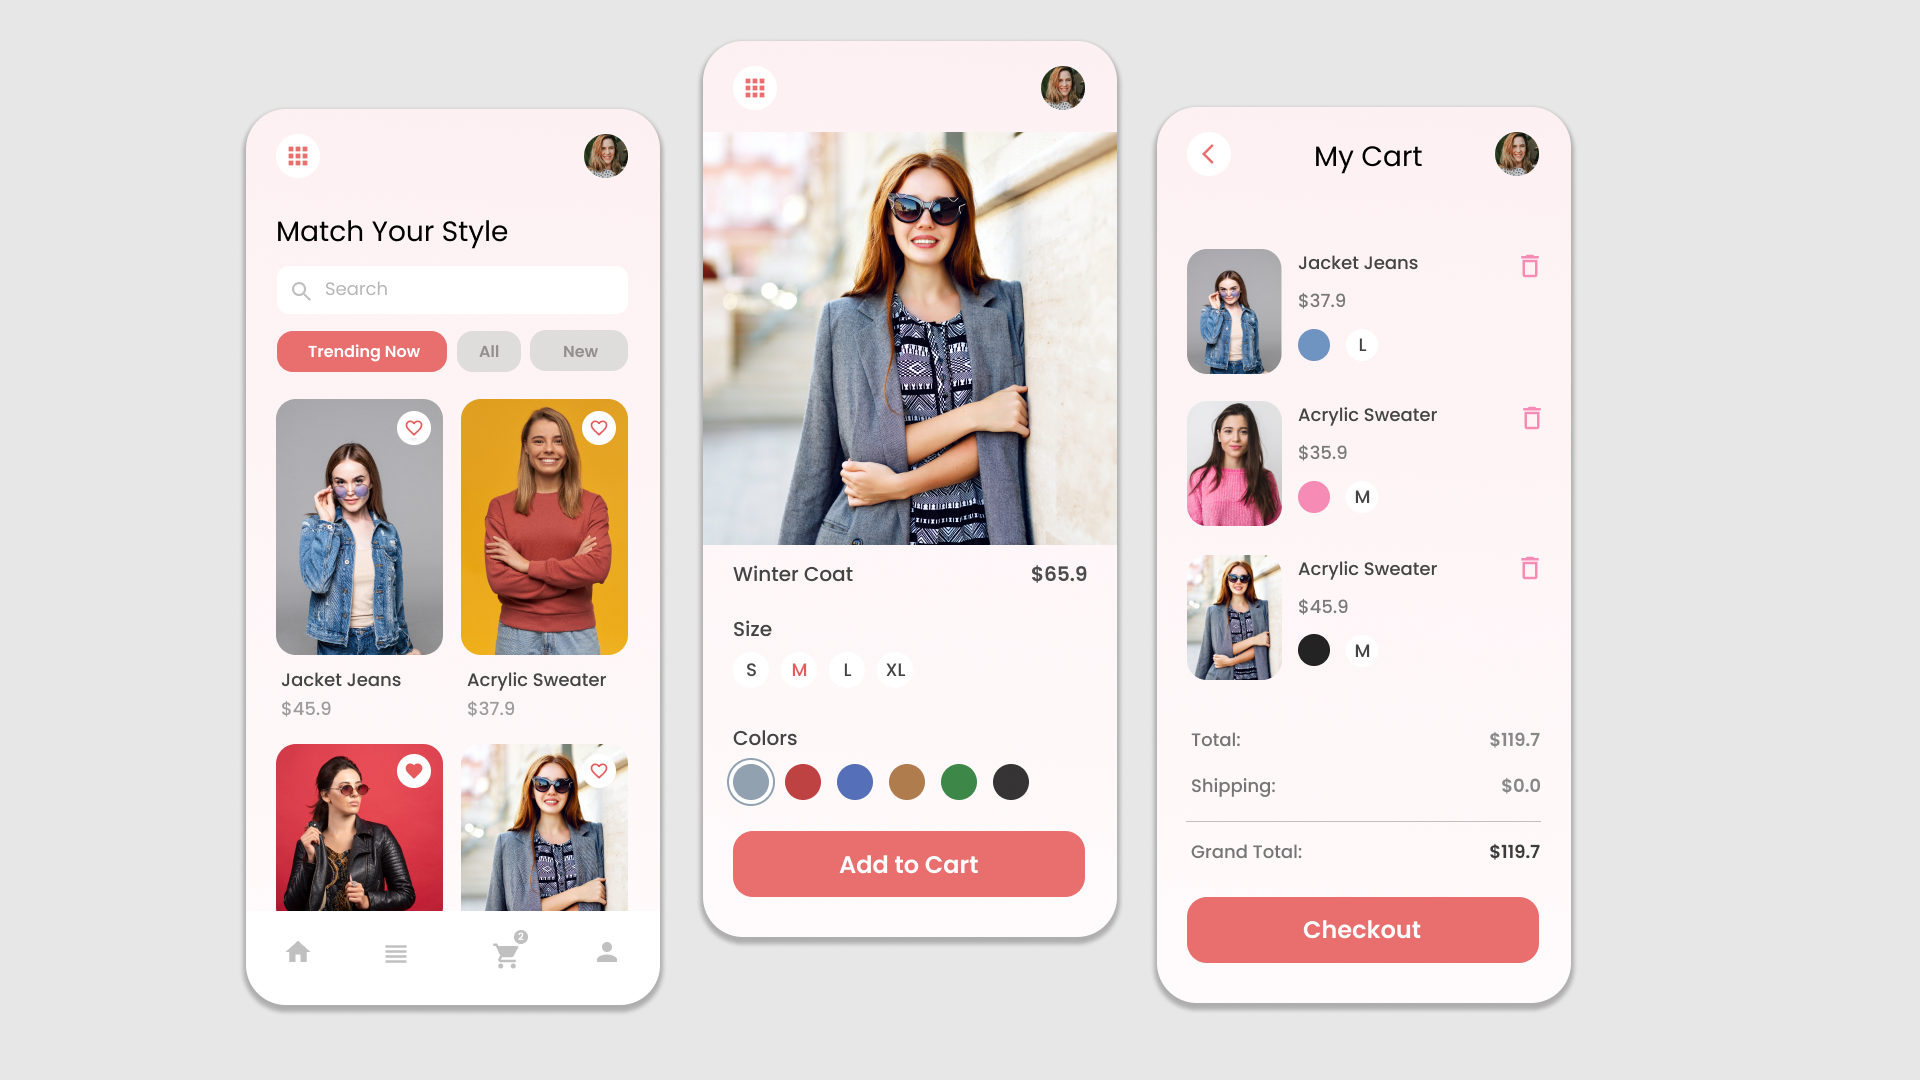 Match Your Style
Search
Trending Now
All
New
Jacket Jeans
$45.9
Acrylic Sweater
$37.9
2
Winter Coat
$65.9
Size
S
M
L
XL
Colors
Add to Cart
My Cart
Jacket Jeans
$37.9
L
Acrylic Sweater
$35.9
M
Acrylic Sweater
$45.9
M
Total:
$119.7
Shipping:
$0.0
Grand Total:
$119.7
Checkout